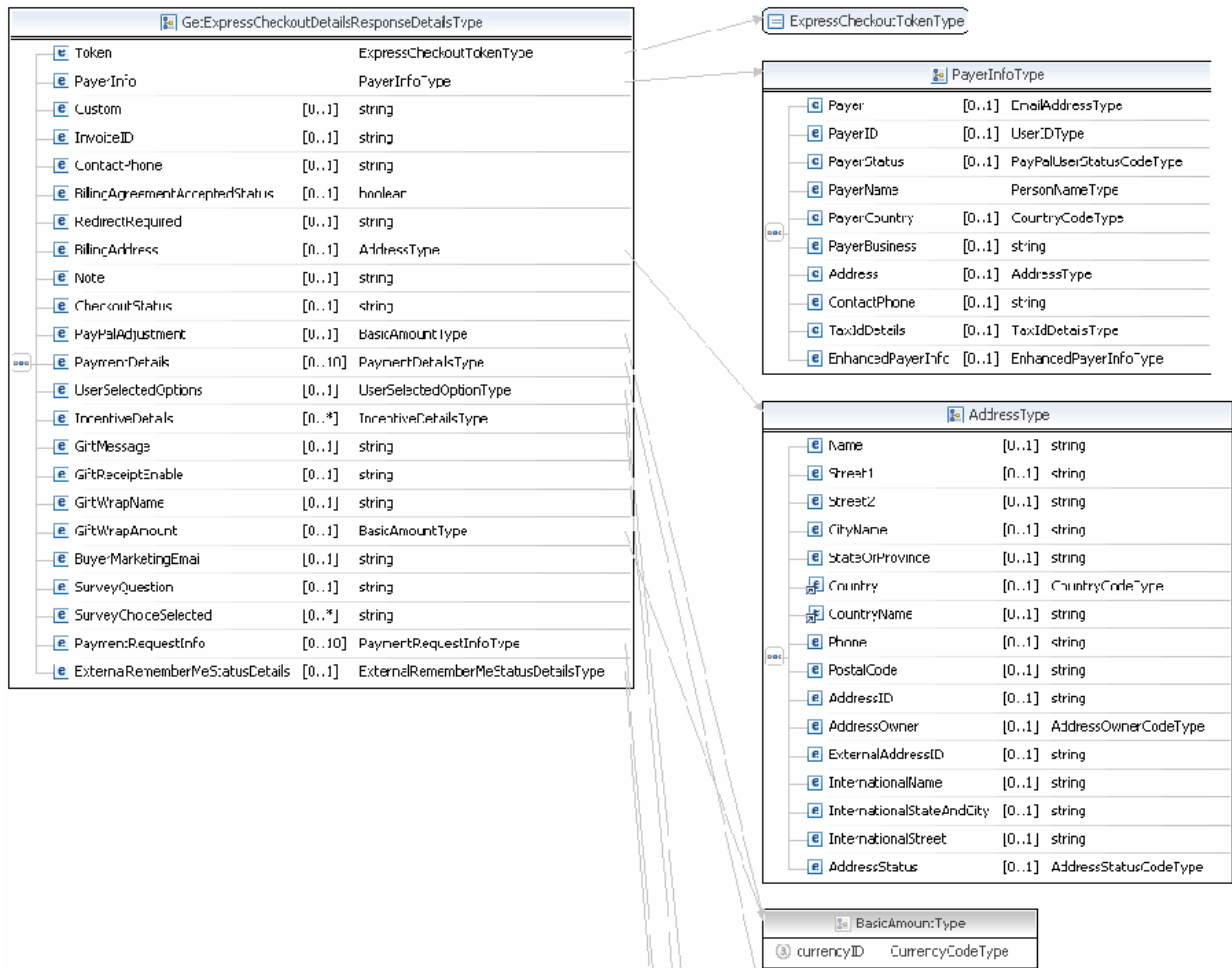 GetExpressCheckoutDetailsResponseDetailsType
Token ExpressCheckoutTokenType
PayerInfo PayerInfoType
Custom [0..1] string
InvoiceID [0..1] string
ContactPhone [0..1] string
BillingAgreementAcceptedStatus [0..1] boolean
RedirectRequired [0..1] string
BillingAddress [0..1] AddressType
Note [0..1] string
CheckoutStatus [0..1] string
PayPalAdjustment [0..1] BasicAmountType
PaymentDetails [0..10] PaymentDetailsType
UserSelectedOptions [0..1] UserSelectedOptionType
IncentiveDetails [0..*] IncentiveDetailsType
GiftMessage [0..1] string
GiftReceiptEnable [0..1] string
GiftWrapName [0..1] string
GiftWrapAmount [0..1] BasicAmountType
BuyerMarketingEmail [0..1] string
SurveyQuestion [0..1] string
SurveyChoiceSelected [0..*] string
PaymentRequestInfo [0..10] PaymentRequestInfoType
ExternalRememberMeStatusDetails [0..1] ExternalRememberMeStatusDetailsType
ExpressCheckoutTokenType
PayerInfoType
Payer [0..1] EmailAddressType
PayerID [0..1] UserIDType
PayerStatus [0..1] PayPalUserStatusCodeType
PayerName PersonNameType
PayerCountry [0..1] CountryCodeType
PayerBusiness [0..1] string
Address [0..1] AddressType
ContactPhone [0..1] string
TaxIdDetails [0..1] TaxIdDetailsType
EnhancedPayerInfo [0..1] EnhancedPayerInfoType
AddressType
Name [0..1] string
Street1 [0..1] string
Street2 [0..1] string
CityName [0..1] string
StateOrProvince [0..1] string
Country [0..1] CountryCodeType
CountryName [0..1] string
Phone [0..1] string
PostalCode [0..1] string
AddressID [0..1] string
AddressOwner [0..1] AddressOwnerCodeType
ExternalAddressID [0..1] string
InternationalName [0..1] string
InternationalStateAndCity [0..1] string
InternationalStreet [0..1] string
AddressStatus [0..1] AddressStatusCodeType
BasicAmountType
currencyID CurrencyCodeType